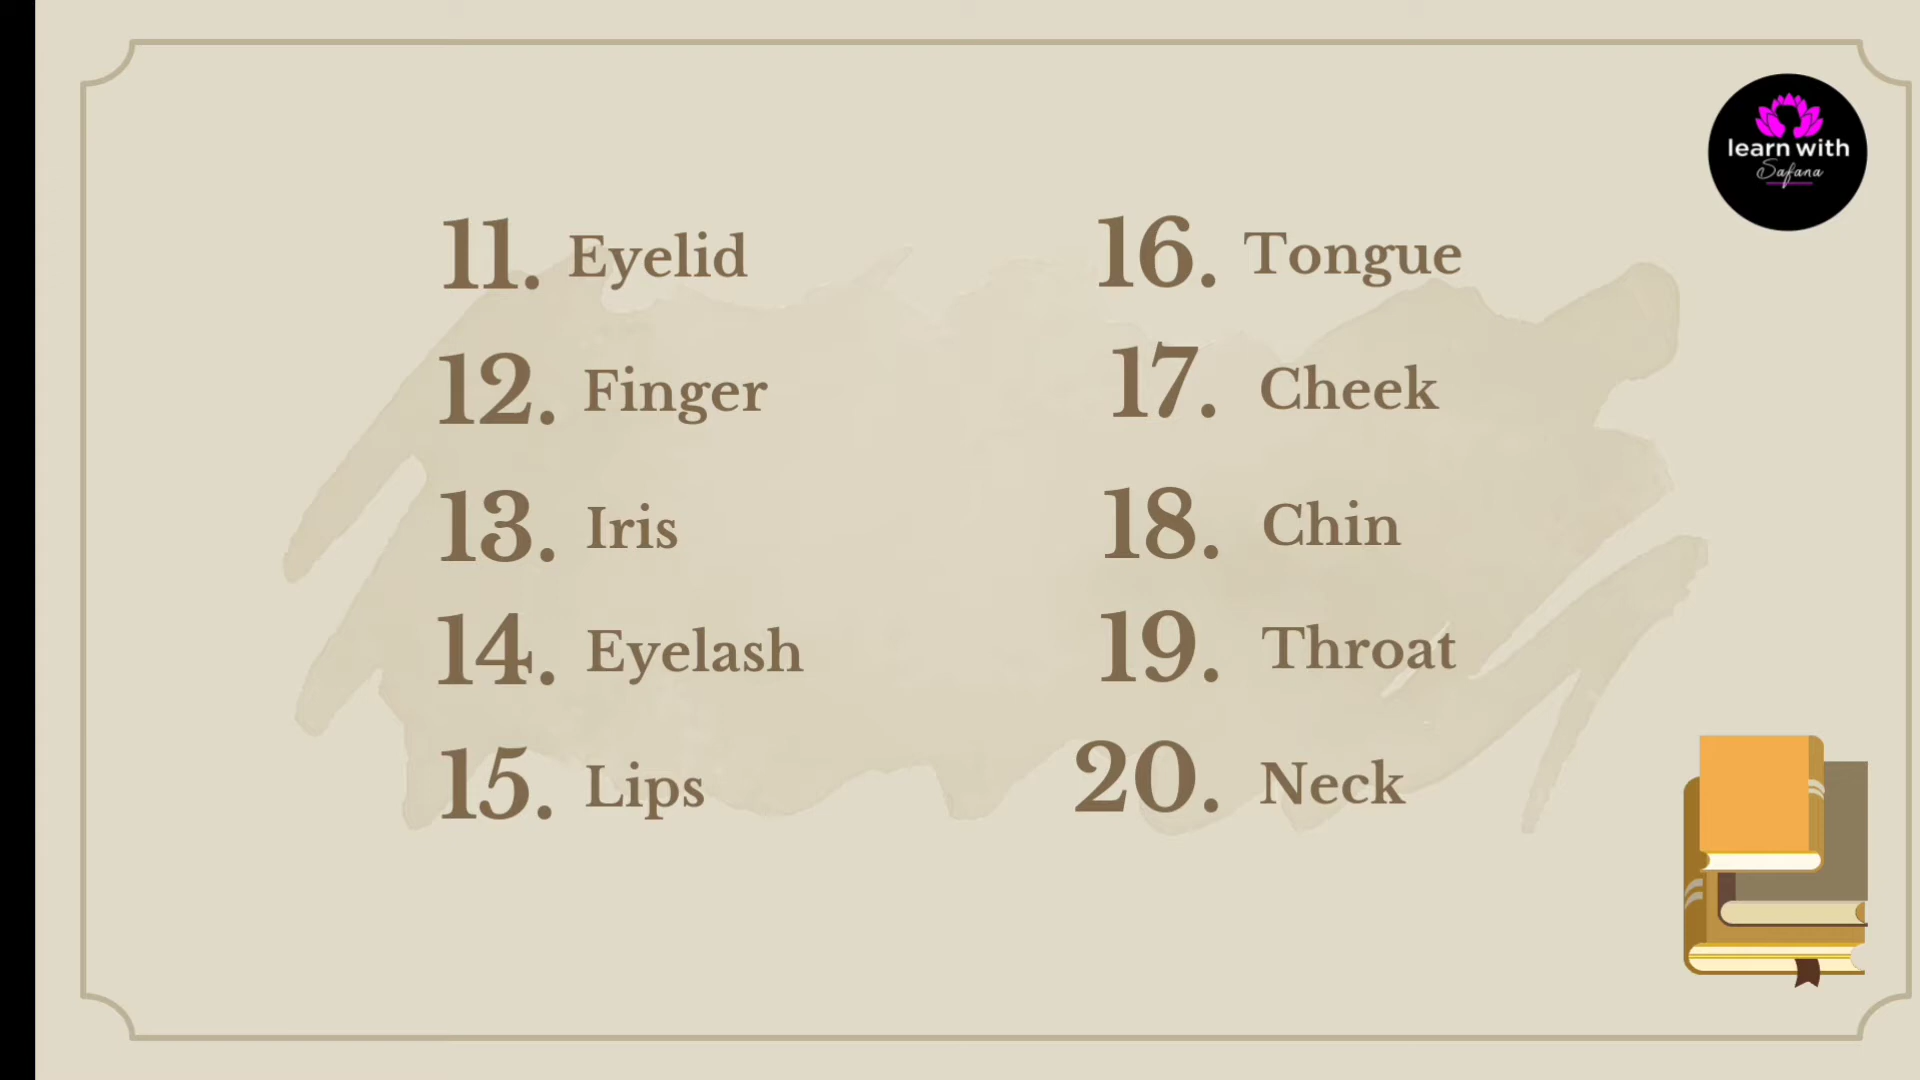 learn with
Safana
11. Eyelid
12. Finger
13. Iris
14. Eyelash
15. Lips
16. Tongue
17. Cheek
18. Chin
19. Throat
20. Neck